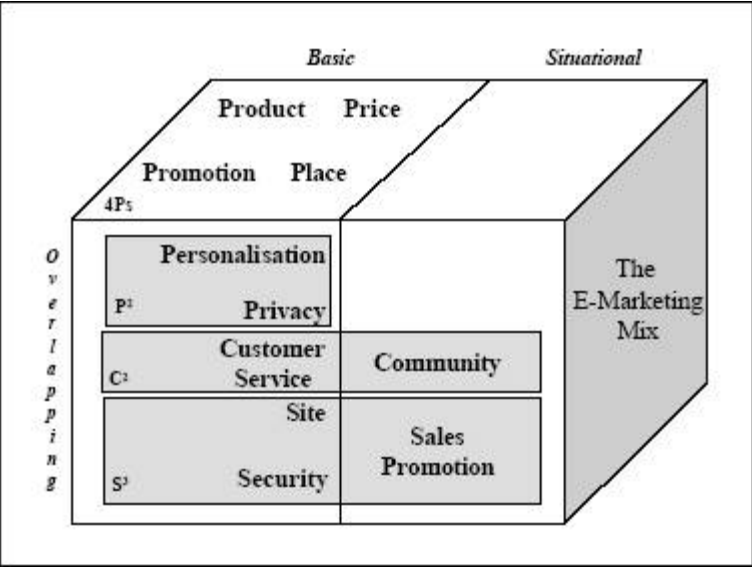 Basic Situational
Product Price
Promotion Place
4Ps
Overlapping
Personalisation
P²
Privacy
Customer
Service
C²
Community
Site
Sales
Promotion
Security
S³
The
E-Marketing
Mix